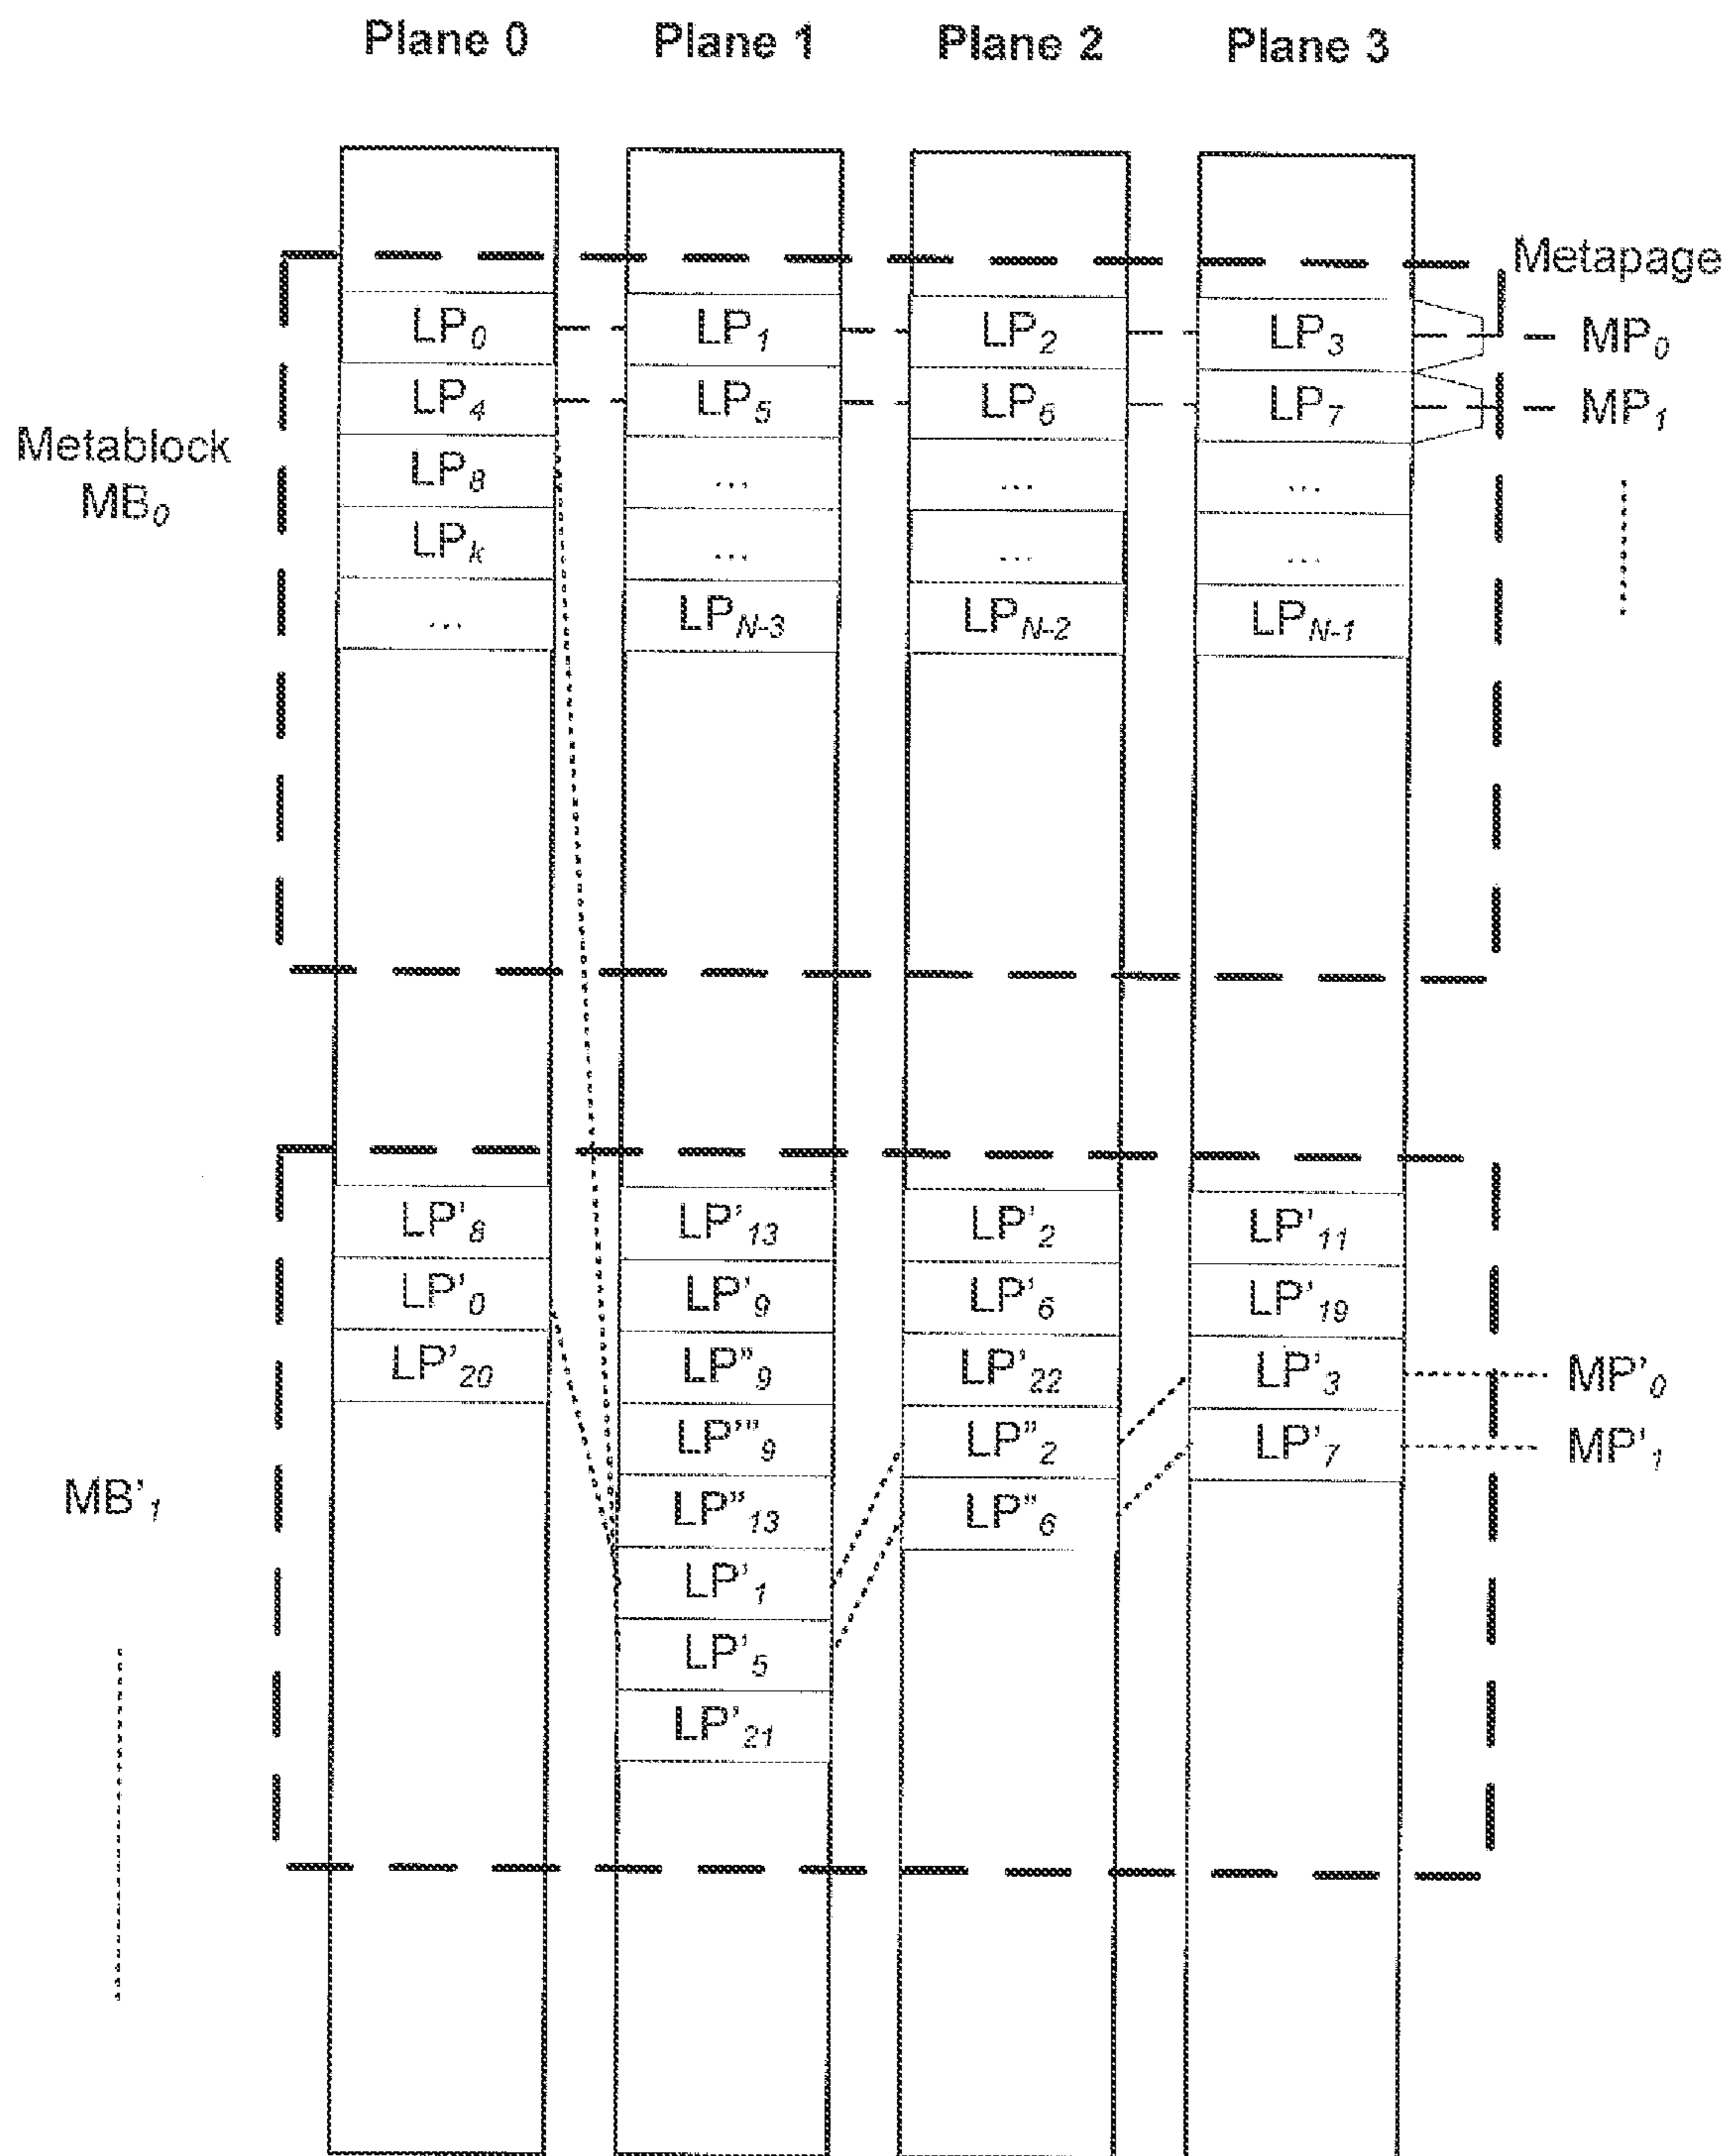 Plane 0 Plane 1 Plane 2 Plane 3
Metapage
LP0 LP1 LP2 LP3 MP0
LP4 LP5 LP6 LP7 MP1
Metablock
MB0
LP8 ... ... ...
LPk ... ... ...
... LPN-3 LPN-2 LPN-1
LP'8 LP'13 LP'2 LP'11
LP'0 LP'9 LP'6 LP'19
LP'20 LP"9 LP'22 LP'3 MP'0
LP'''9 LP"2 LP'7 MP'1
MB'1
LP"13 LP"6
LP'1
LP'5
LP'21